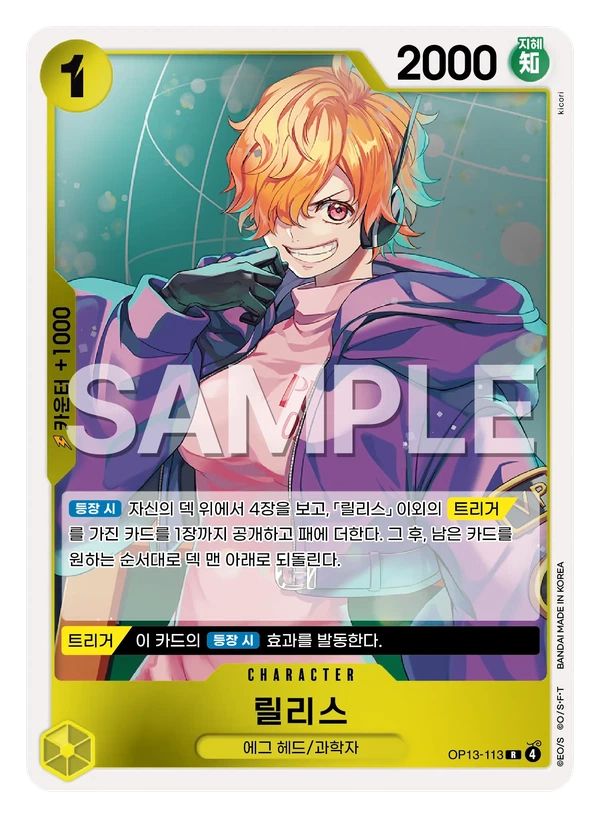 1
2000
지혜
知
kicori
카운터 +1000
SAMPLE
등장 시 자신의 덱 위에서 4장을 보고, 「릴리스」 이외의 트리거
를 가진 카드를 1장까지 공개하고 패에 더한다. 그 후, 남은 카드를
원하는 순서대로 덱 맨 아래로 되돌린다.
트리거 이 카드의 등장 시 효과를 발동한다.
CHARACTER
릴리스
에그 헤드/과학자
OP13-113 R 4
©EO/S ©O/S·F·T BANDAI MADE IN KOREA